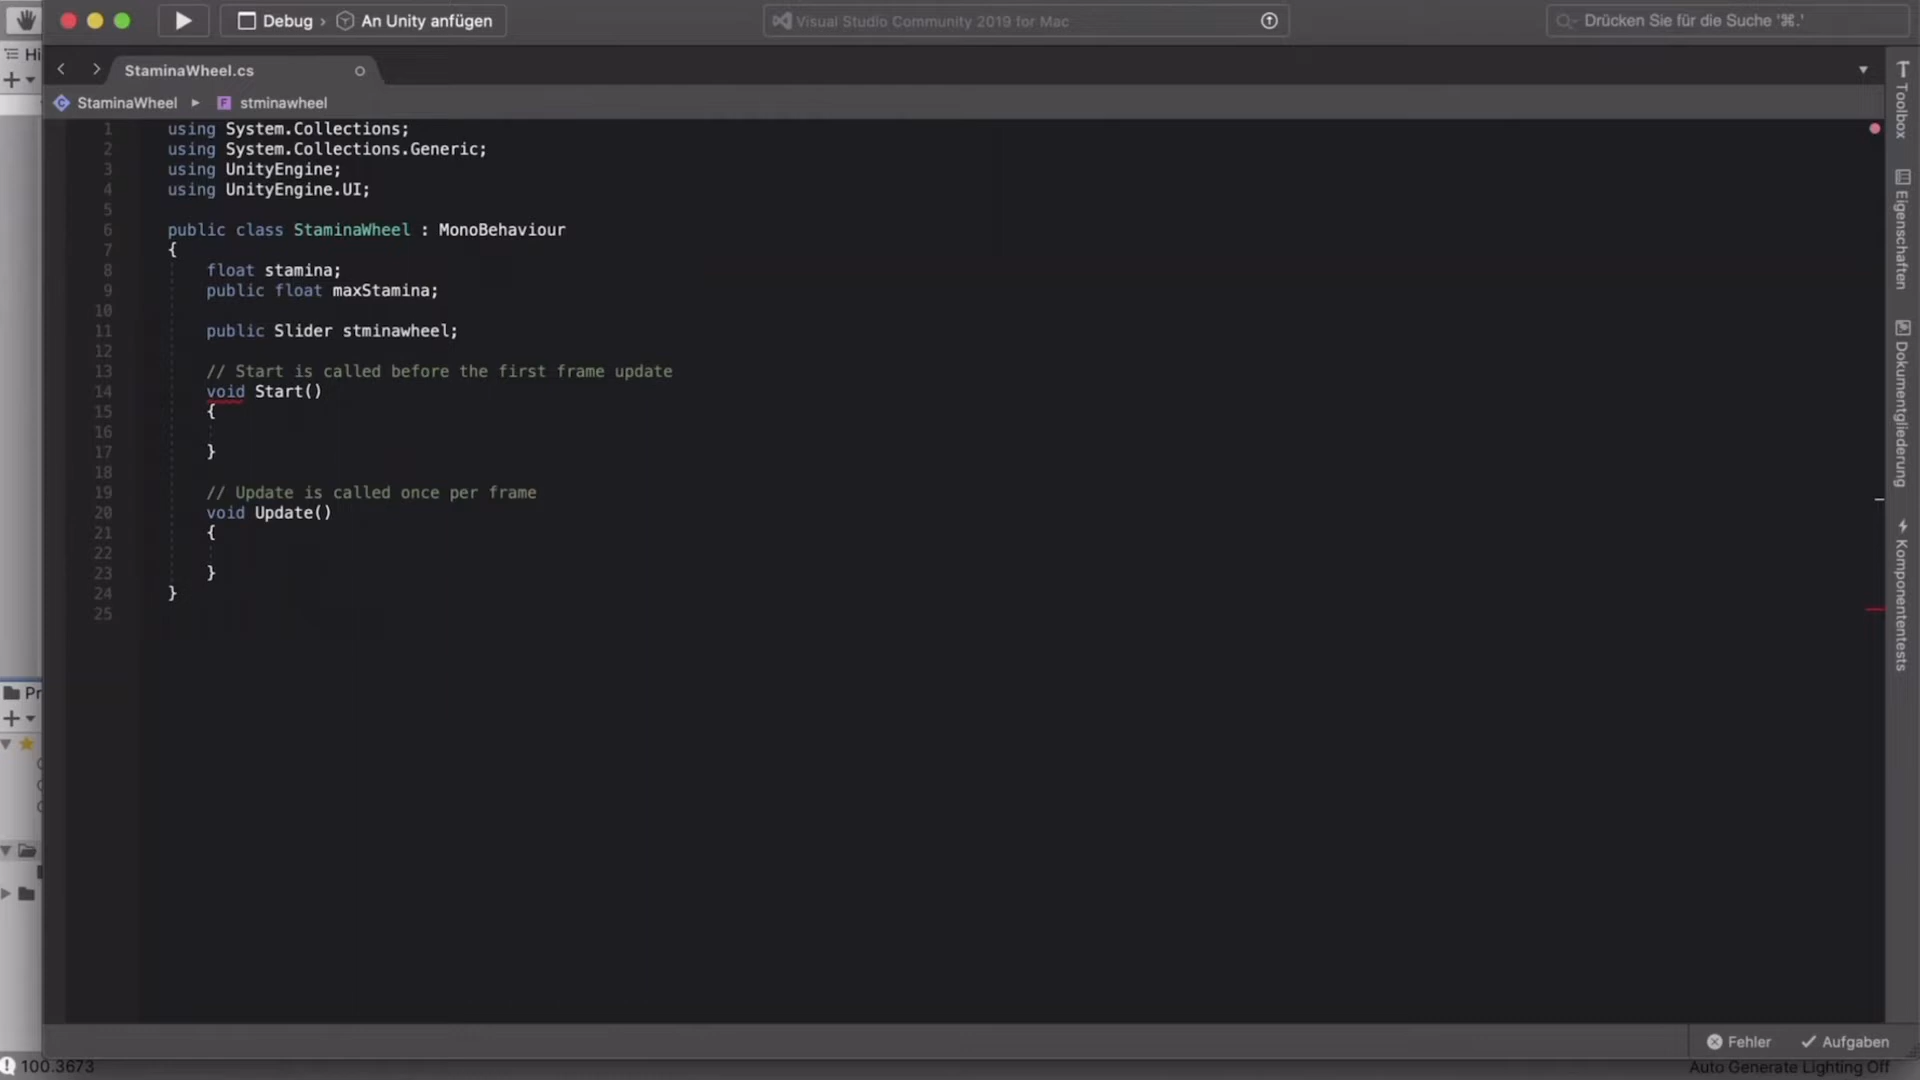 Debug › An Unity anfügen
Visual Studio Community 2019 for Mac
Drücken Sie für die Suche '⌘.'
Hi
StaminaWheel.cs
StaminaWheel ▸ stminawheel
1 using System.Collections;
2 using System.Collections.Generic;
3 using UnityEngine;
4 using UnityEngine.UI;
5
6 public class StaminaWheel : MonoBehaviour
7 {
8 float stamina;
9 public float maxStamina;
10
11 public Slider stminawheel;
12
13 // Start is called before the first frame update
14 void Start()
15 {
16
17 }
18
19 // Update is called once per frame
20 void Update()
21 {
22
23 }
24 }
25
Toolbox
Eigenschaften
Dokumentgliederung
Komponententests
Pr
Fehler
Aufgaben
100.3673
Auto Generate Lighting Off